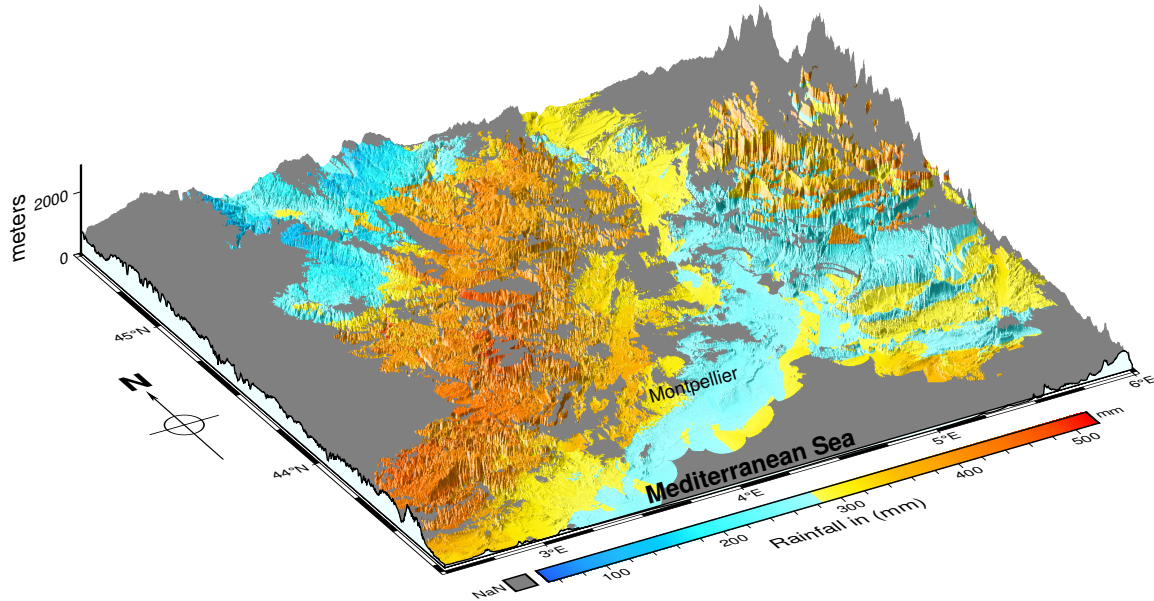 meters
2000
0
45°N
N
44°N
Montpellier
Mediterranean Sea
3°E
4°E
5°E
6°E
NaN
100
200
300
400
500
mm
Rainfall in (mm)